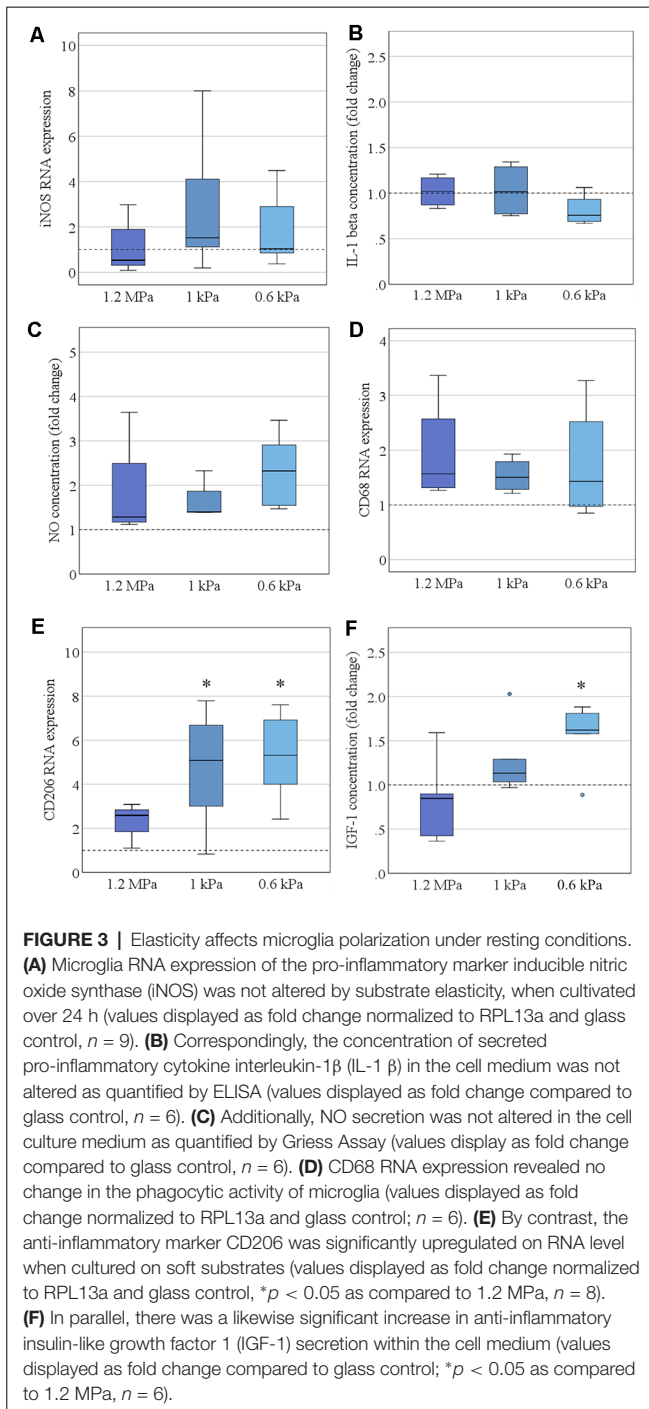 A
iNOS RNA expression
10
8
6
4
2
0
1.2 MPa 1 kPa 0.6 kPa
B
IL-1 beta concentration (fold change)
2.5
2.0
1.5
1.0
.5
.0
1.2 MPa 1 kPa 0.6 kPa
C
NO concentration (fold change)
5
4
3
2
1
0
1.2 MPa 1 kPa 0.6 kPa
D
CD68 RNA expression
4
3
2
1
0
1.2 MPa 1 kPa 0.6 kPa
E
CD206 RNA expression
10
8
6
4
2
0
* *
1.2 MPa 1 kPa 0.6 kPa
F
IGF-1 concentration (fold change)
2.5
2.0
1.5
1.0
.5
.0
*
1.2 MPa 1 kPa 0.6 kPa
FIGURE 3 | Elasticity affects microglia polarization under resting conditions.
(A) Microglia RNA expression of the pro-inflammatory marker inducible nitric
oxide synthase (iNOS) was not altered by substrate elasticity, when cultivated
over 24 h (values displayed as fold change normalized to RPL13a and glass
control, n = 9). (B) Correspondingly, the concentration of secreted
pro-inflammatory cytokine interleukin-1β (IL-1 β) in the cell medium was not
altered as quantified by ELISA (values displayed as fold change compared to
glass control, n = 6). (C) Additionally, NO secretion was not altered in the cell
culture medium as quantified by Griess Assay (values display as fold change
compared to glass control, n = 6). (D) CD68 RNA expression revealed no
change in the phagocytic activity of microglia (values displayed as fold
change normalized to RPL13a and glass control; n = 6). (E) By contrast, the
anti-inflammatory marker CD206 was significantly upregulated on RNA level
when cultured on soft substrates (values displayed as fold change normalized
to RPL13a and glass control, *p < 0.05 as compared to 1.2 MPa, n = 8).
(F) In parallel, there was a likewise significant increase in anti-inflammatory
insulin-like growth factor 1 (IGF-1) secretion within the cell medium (values
displayed as fold change compared to glass control; *p < 0.05 as compared
to 1.2 MPa, n = 6).